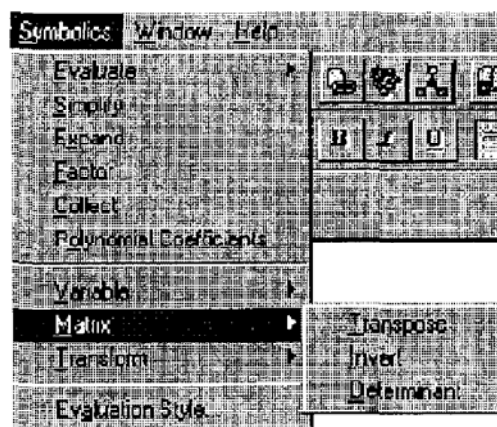 Symbolics Window Help
Evaluate
Simplify
Expand
Factor
Collect
Polynomial Coefficients
Variable
Matrix
Transpose
Transform
Invert
Determinant
Evaluation Style...
B I U